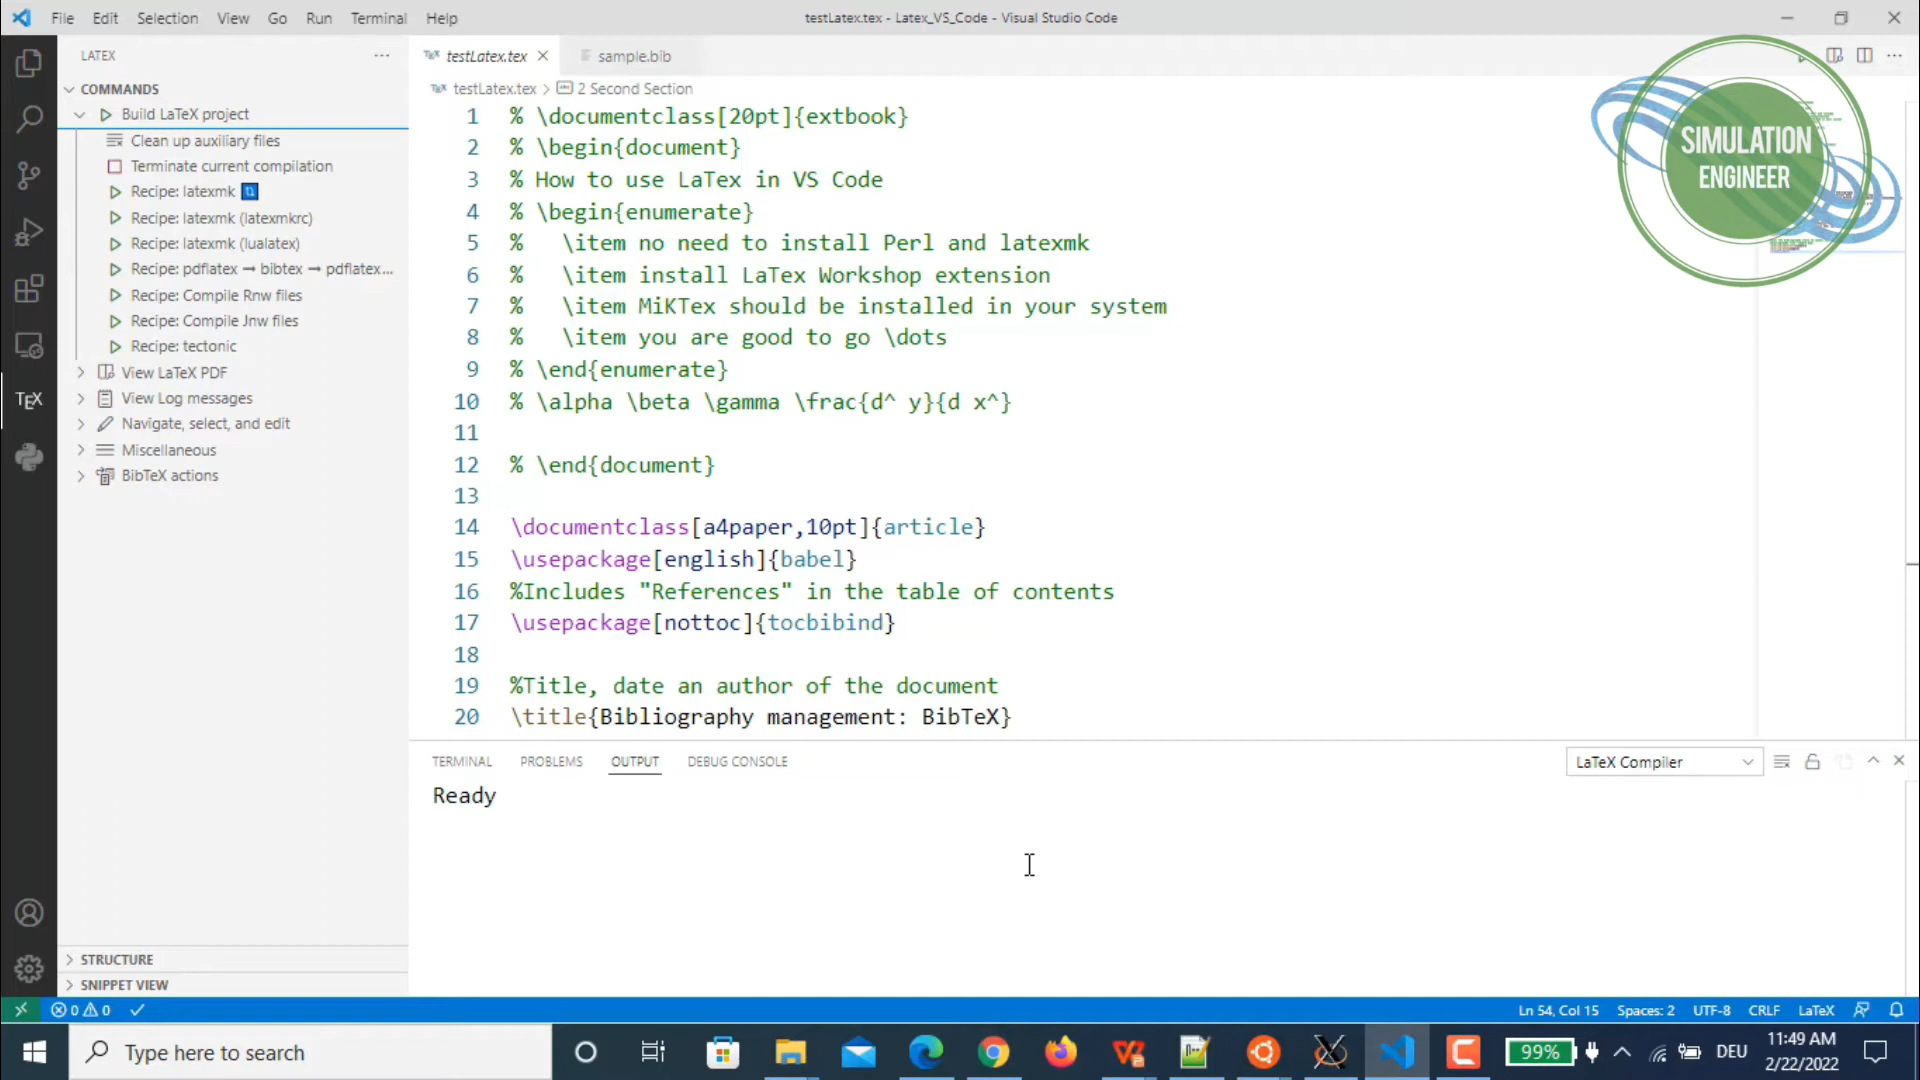 File Edit Selection View Go Run Terminal Help
testLatex.tex - Latex_VS_Code - Visual Studio Code
LATEX
COMMANDS
Build LaTeX project
Clean up auxiliary files
Terminate current compilation
Recipe: latexmk
Recipe: latexmk (latexmkrc)
Recipe: latexmk (lualatex)
Recipe: pdflatex ➞ bibtex ➞ pdflatex...
Recipe: Compile Rnw files
Recipe: Compile Jnw files
Recipe: tectonic
View LaTeX PDF
View Log messages
Navigate, select, and edit
Miscellaneous
BibTeX actions
STRUCTURE
SNIPPET VIEW
TEX
testLatex.tex sample.bib
testLatex.tex > 2 Second Section
1 % \documentclass[20pt]{extbook}
2 % \begin{document}
3 % How to use LaTex in VS Code
4 % \begin{enumerate}
5 %   \item no need to install Perl and latexmk
6 %   \item install LaTex Workshop extension
7 %   \item MiKTex should be installed in your system
8 %   \item you are good to go \dots
9 % \end{enumerate}
10 % \alpha \beta \gamma \frac{d^ y}{d x^}
11
12 % \end{document}
13
14 \documentclass[a4paper,10pt]{article}
15 \usepackage[english]{babel}
16 %Includes "References" in the table of contents
17 \usepackage[nottoc]{tocbibind}
18
19 %Title, date an author of the document
20 \title{Bibliography management: BibTeX}
SIMULATION
ENGINEER
TERMINAL PROBLEMS OUTPUT DEBUG CONSOLE
LaTeX Compiler
Ready
0 0
Ln 54, Col 15 Spaces: 2 UTF-8 CRLF LaTeX
Type here to search
99%
DEU
11:49 AM
2/22/2022